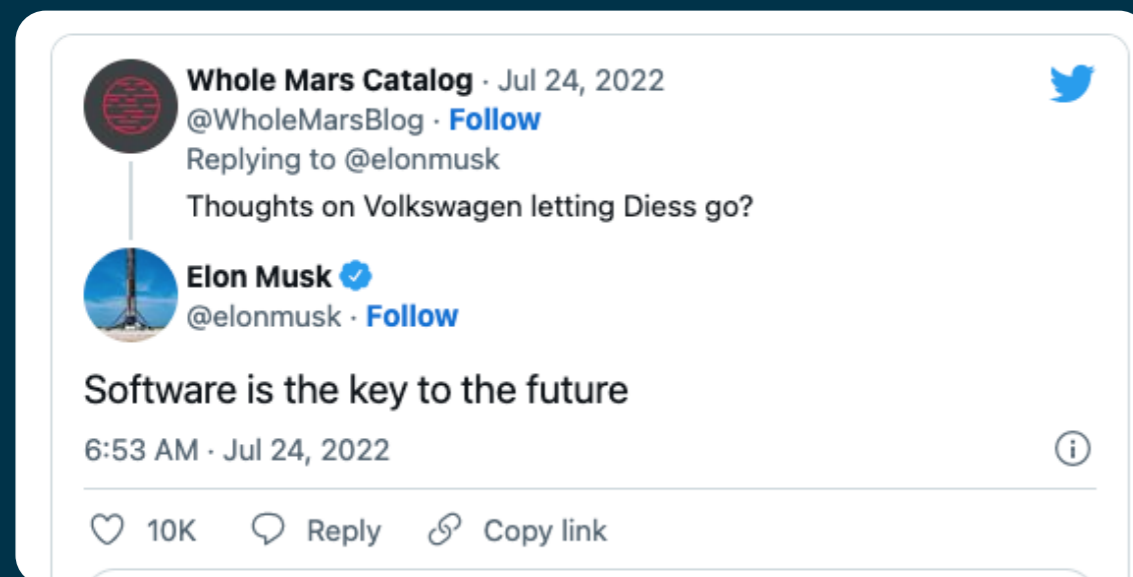 Whole Mars Catalog · Jul 24, 2022
@WholeMarsBlog · Follow
Replying to @elonmusk
Thoughts on Volkswagen letting Diess go?
Elon Musk
@elonmusk · Follow
Software is the key to the future
6:53 AM · Jul 24, 2022
10K Reply Copy link